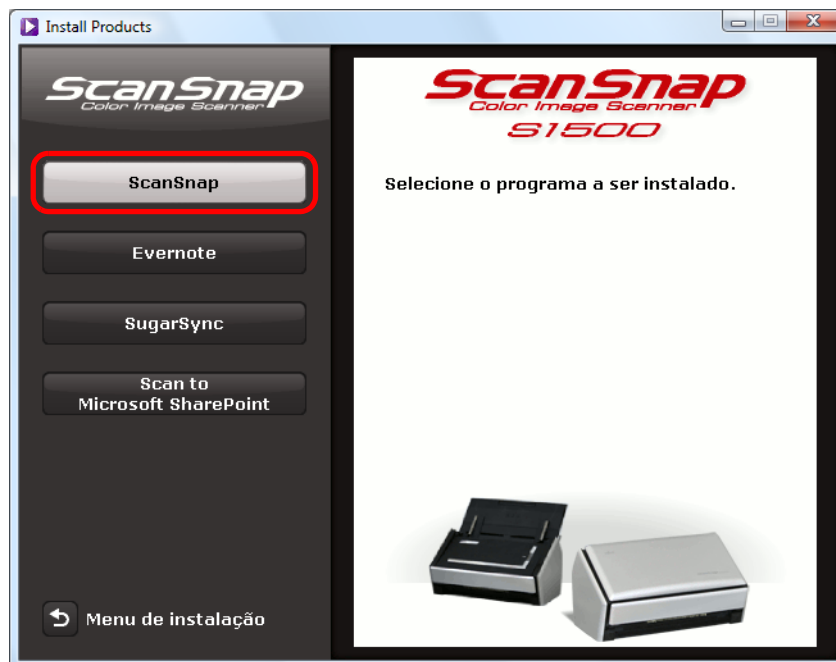 Install Products
ScanSnap
Color Image Scanner
ScanSnap
Evernote
SugarSync
Scan to
Microsoft SharePoint
Menu de instalação
ScanSnap
Color Image Scanner
S1500
Selecione o programa a ser instalado.